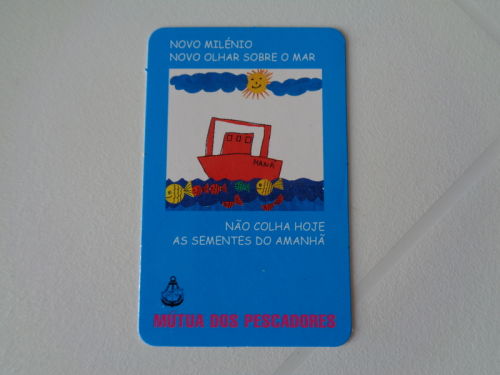 NOVO MILÉNIO
NOVO OLHAR SOBRE O MAR
MANA
NÃO COLHA HOJE
AS SEMENTES DO AMANHÃ
MÚTUA DOS PESCADORES